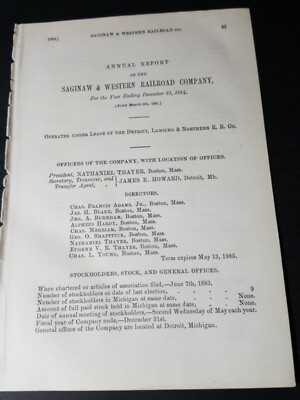 1884.] SAGINAW & WESTERN RAILROAD CO. 89
ANNUAL REPORT
OF THE
SAGINAW & WESTERN RAILROAD COMPANY,
For the Year Ending December 31, 1884.
OPERATED UNDER LEASE BY THE DETROIT, LANSING & NORTHERN R. R. CO.
OFFICERS OF THE COMPANY, WITH LOCATION OF OFFICES.
President, NATHANIEL THAYER, Boston, Mass.
Secretary, Treasurer, and } JAMES E. HOWARD, Detroit, Mh.
Transfer Agent,
DIRECTORS.
CHAS. FRANCIS ADAMS, JR., Boston, Mass.
JAS. H. BLAKE, Boston, Mass.
JNO. A. BURNHAM, Boston, Mass.
ALPHEUS HARDY, Boston, Mass.
CHAS. MERRIAM, Boston, Mass.
GEO. O. SHATTUCK, Boston, Mass.
NATHANIEL THAYER, Boston, Mass.
EUGENE V. R. THAYER, Boston, Mass.
CHAS. L. YOUNG, Boston, Mass.
Term expires May 13, 1885.
STOCKHOLDERS, STOCK, AND GENERAL OFFICES.
When chartered or articles of association filed,—June 7th, 1883.
Number of stockholders at date of last election, 9
Number of stockholders in Michigan at same date, None.
Amount of full paid stock held in Michigan at same date, None.
Date of annual meeting of stockholders,—Second Wednesday of May each year.
Fiscal year of Company ends,—December 31st.
General offices of the Company are located at Detroit, Michigan.